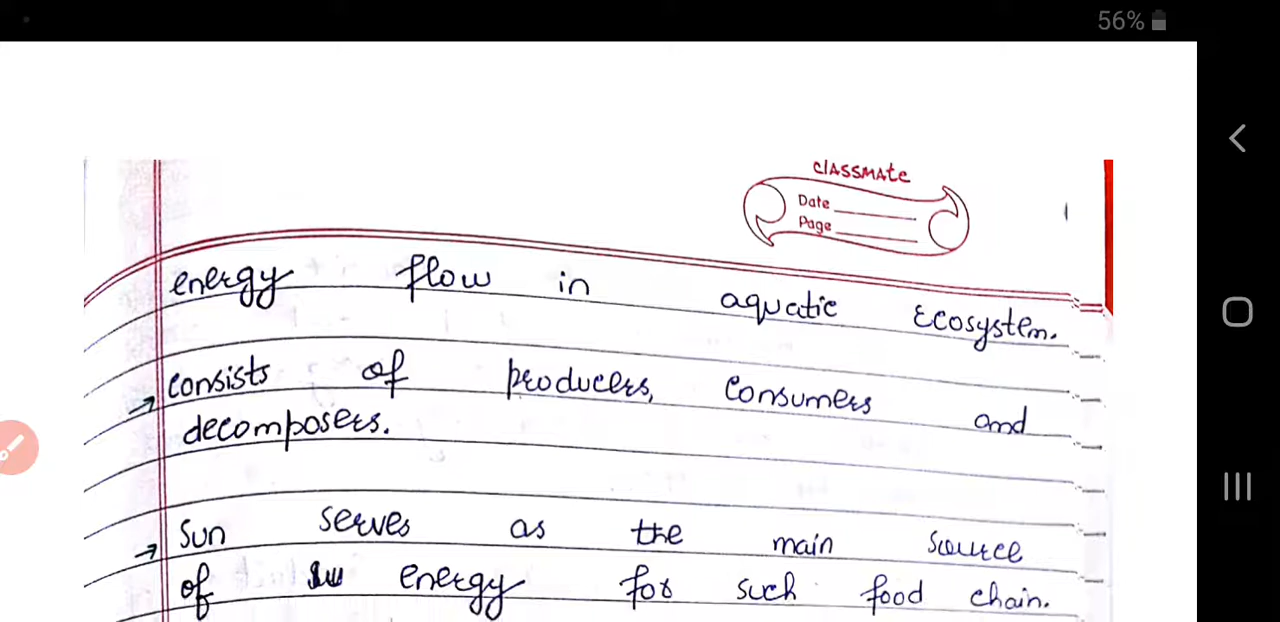 56%
classmate
Date
Page
energy flow in aquatic Ecosystem.
→ consists of producers, consumers and
decomposers.
→ Sun serves as the main source
of energy for such food chain.